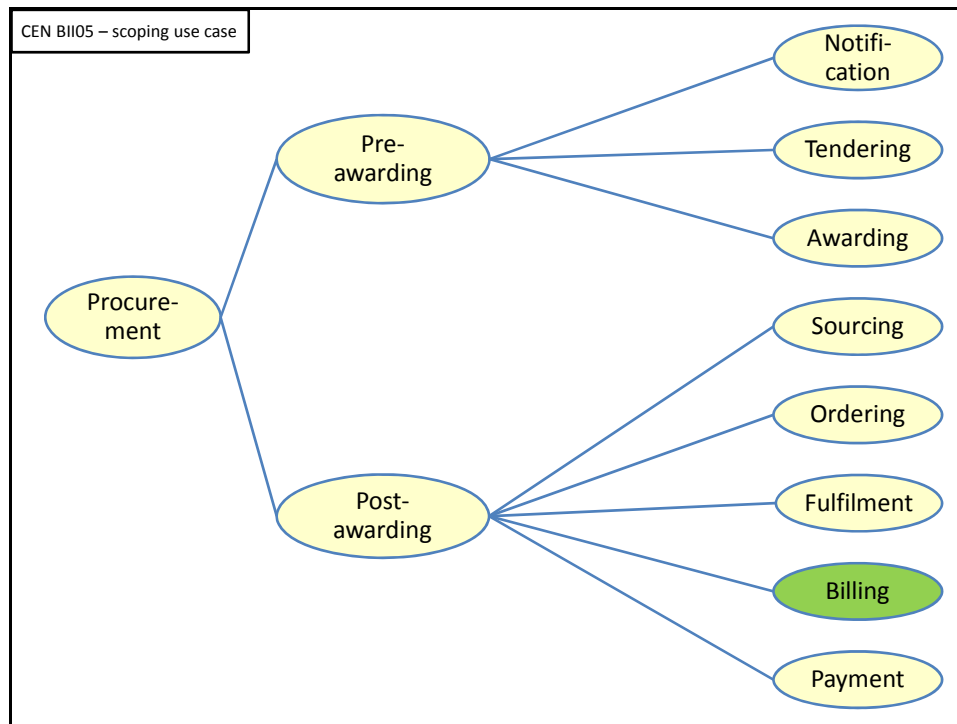 CEN BII05 – scoping use case
Notifi-
cation
Pre-
awarding
Tendering
Awarding
Procure-
ment
Sourcing
Ordering
Post-
awarding
Fulfilment
Billing
Payment